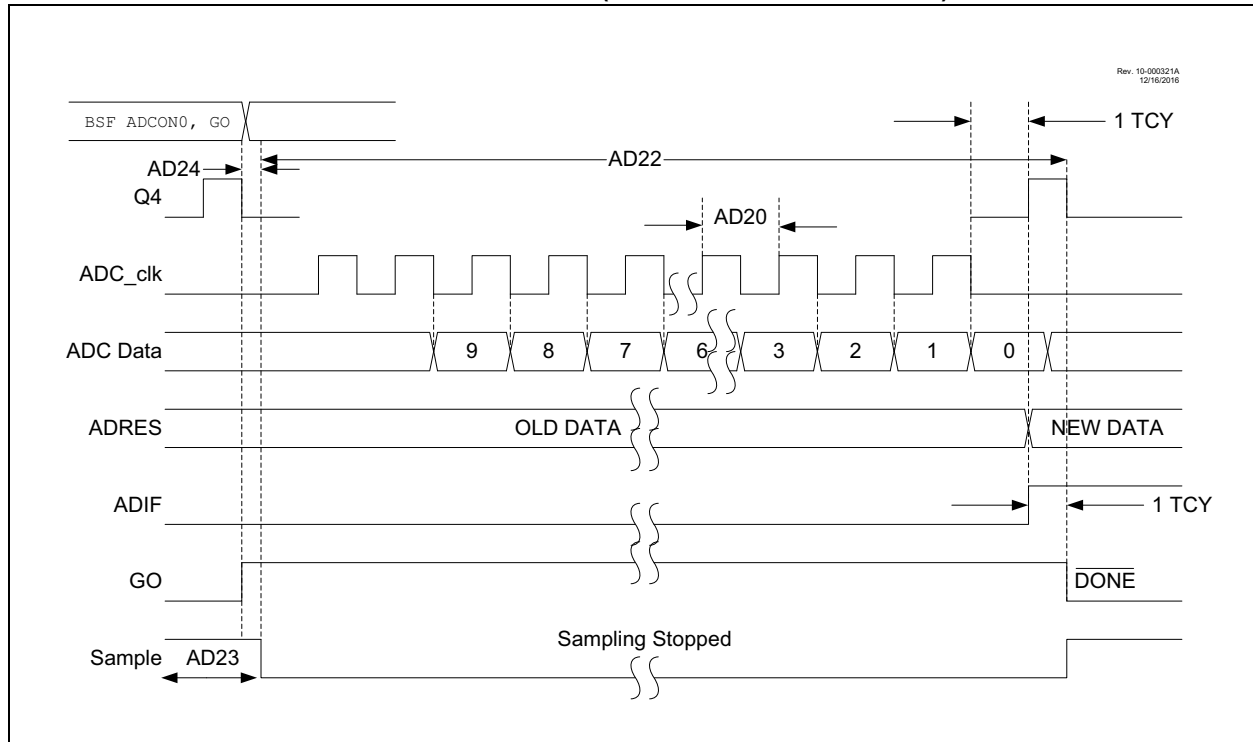 Rev. 10-000321A
12/16/2016
BSF ADCON0, GO
1 TCY
AD22
AD24
Q4
AD20
ADC_clk
ADC Data
9 8 7 6 3 2 1 0
ADRES
OLD DATA
NEW DATA
ADIF
1 TCY
GO
DONE
Sampling Stopped
Sample
AD23